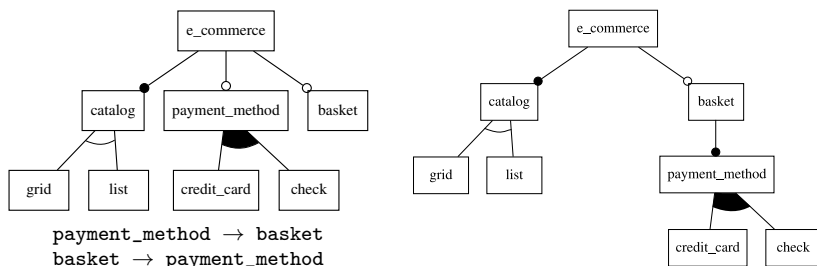 e_commerce
catalog
payment_method
basket
grid
list
credit_card
check
payment_method → basket
basket → payment_method
e_commerce
catalog
basket
grid
list
payment_method
credit_card
check